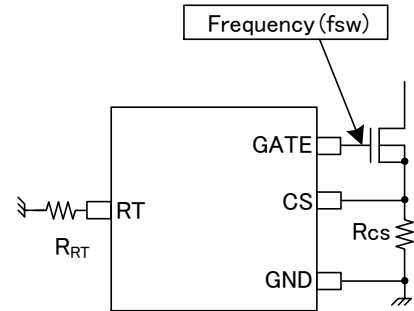 Frequency(fsw)
GATE
RT
CS
RRT
Rcs
GND